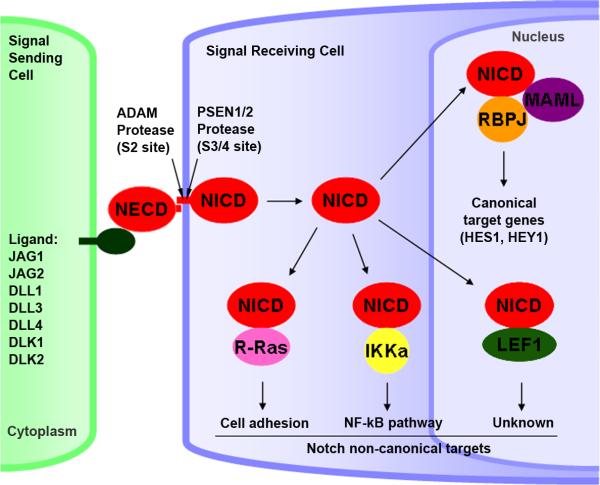 Signal
Sending
Cell
Signal Receiving Cell
Nucleus
ADAM
Protease
(S2 site)
PSEN1/2
Protease
(S3/4 site)
NICD
MAML
RBPJ
NECD
NICD
NICD
Canonical
target genes
(HES1, HEY1)
Ligand:
JAG1
JAG2
DLL1
DLL3
DLL4
DLK1
DLK2
NICD
R-Ras
NICD
IKKa
NICD
LEF1
Cell adhesion
NF-kB pathway
Unknown
Cytoplasm
Notch non-canonical targets